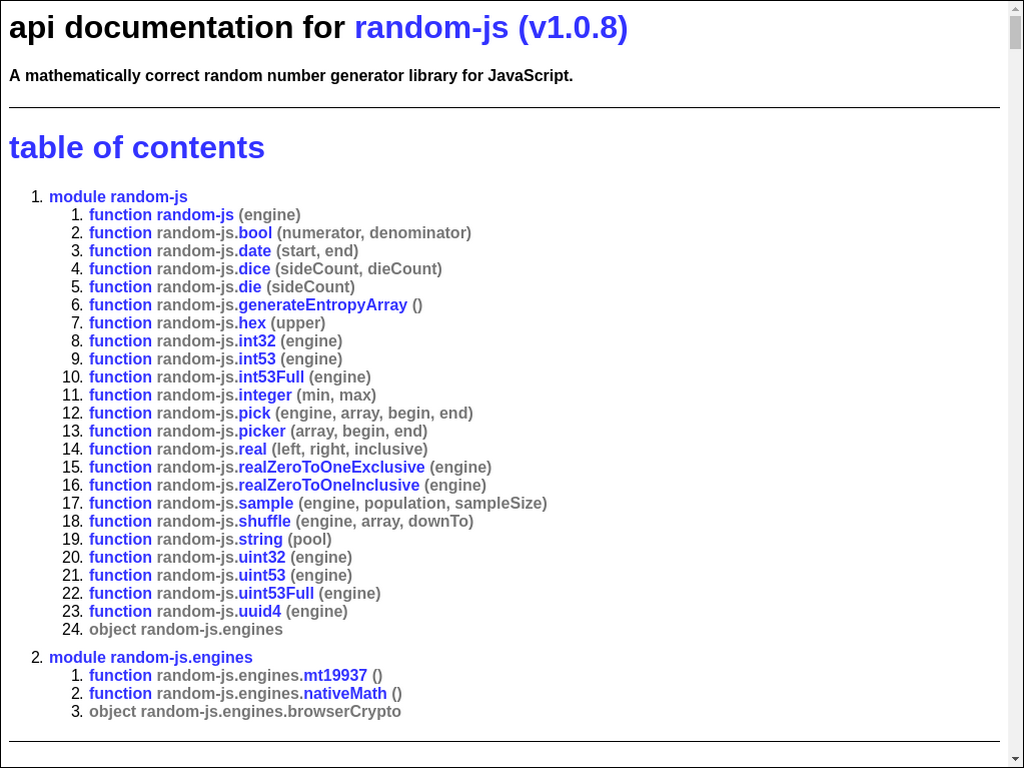 api documentation for random-js (v1.0.8)
A mathematically correct random number generator library for JavaScript.
table of contents
1. module random-js
1. function random-js (engine)
2. function random-js.bool (numerator, denominator)
3. function random-js.date (start, end)
4. function random-js.dice (sideCount, dieCount)
5. function random-js.die (sideCount)
6. function random-js.generateEntropyArray ()
7. function random-js.hex (upper)
8. function random-js.int32 (engine)
9. function random-js.int53 (engine)
10. function random-js.int53Full (engine)
11. function random-js.integer (min, max)
12. function random-js.pick (engine, array, begin, end)
13. function random-js.picker (array, begin, end)
14. function random-js.real (left, right, inclusive)
15. function random-js.realZeroToOneExclusive (engine)
16. function random-js.realZeroToOneInclusive (engine)
17. function random-js.sample (engine, population, sampleSize)
18. function random-js.shuffle (engine, array, downTo)
19. function random-js.string (pool)
20. function random-js.uint32 (engine)
21. function random-js.uint53 (engine)
22. function random-js.uint53Full (engine)
23. function random-js.uuid4 (engine)
24. object random-js.engines
2. module random-js.engines
1. function random-js.engines.mt19937 ()
2. function random-js.engines.nativeMath ()
3. object random-js.engines.browserCrypto